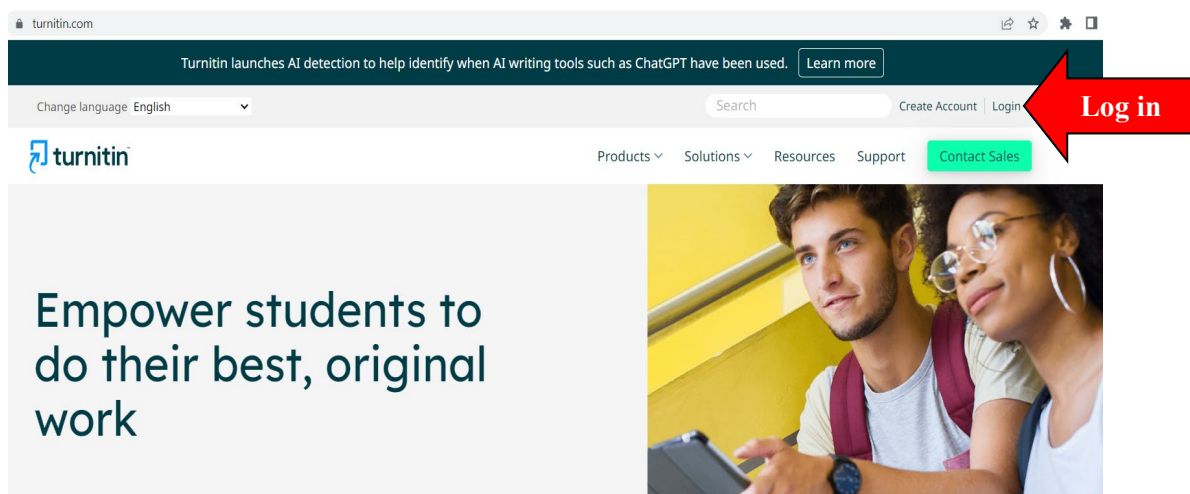 turnitin.com
Turnitin launches AI detection to help identify when AI writing tools such as ChatGPT have been used. Learn more
Change language English Search Create Account Login
Log in
turnitin Products Solutions Resources Support Contact Sales
Empower students to
do their best, original
work